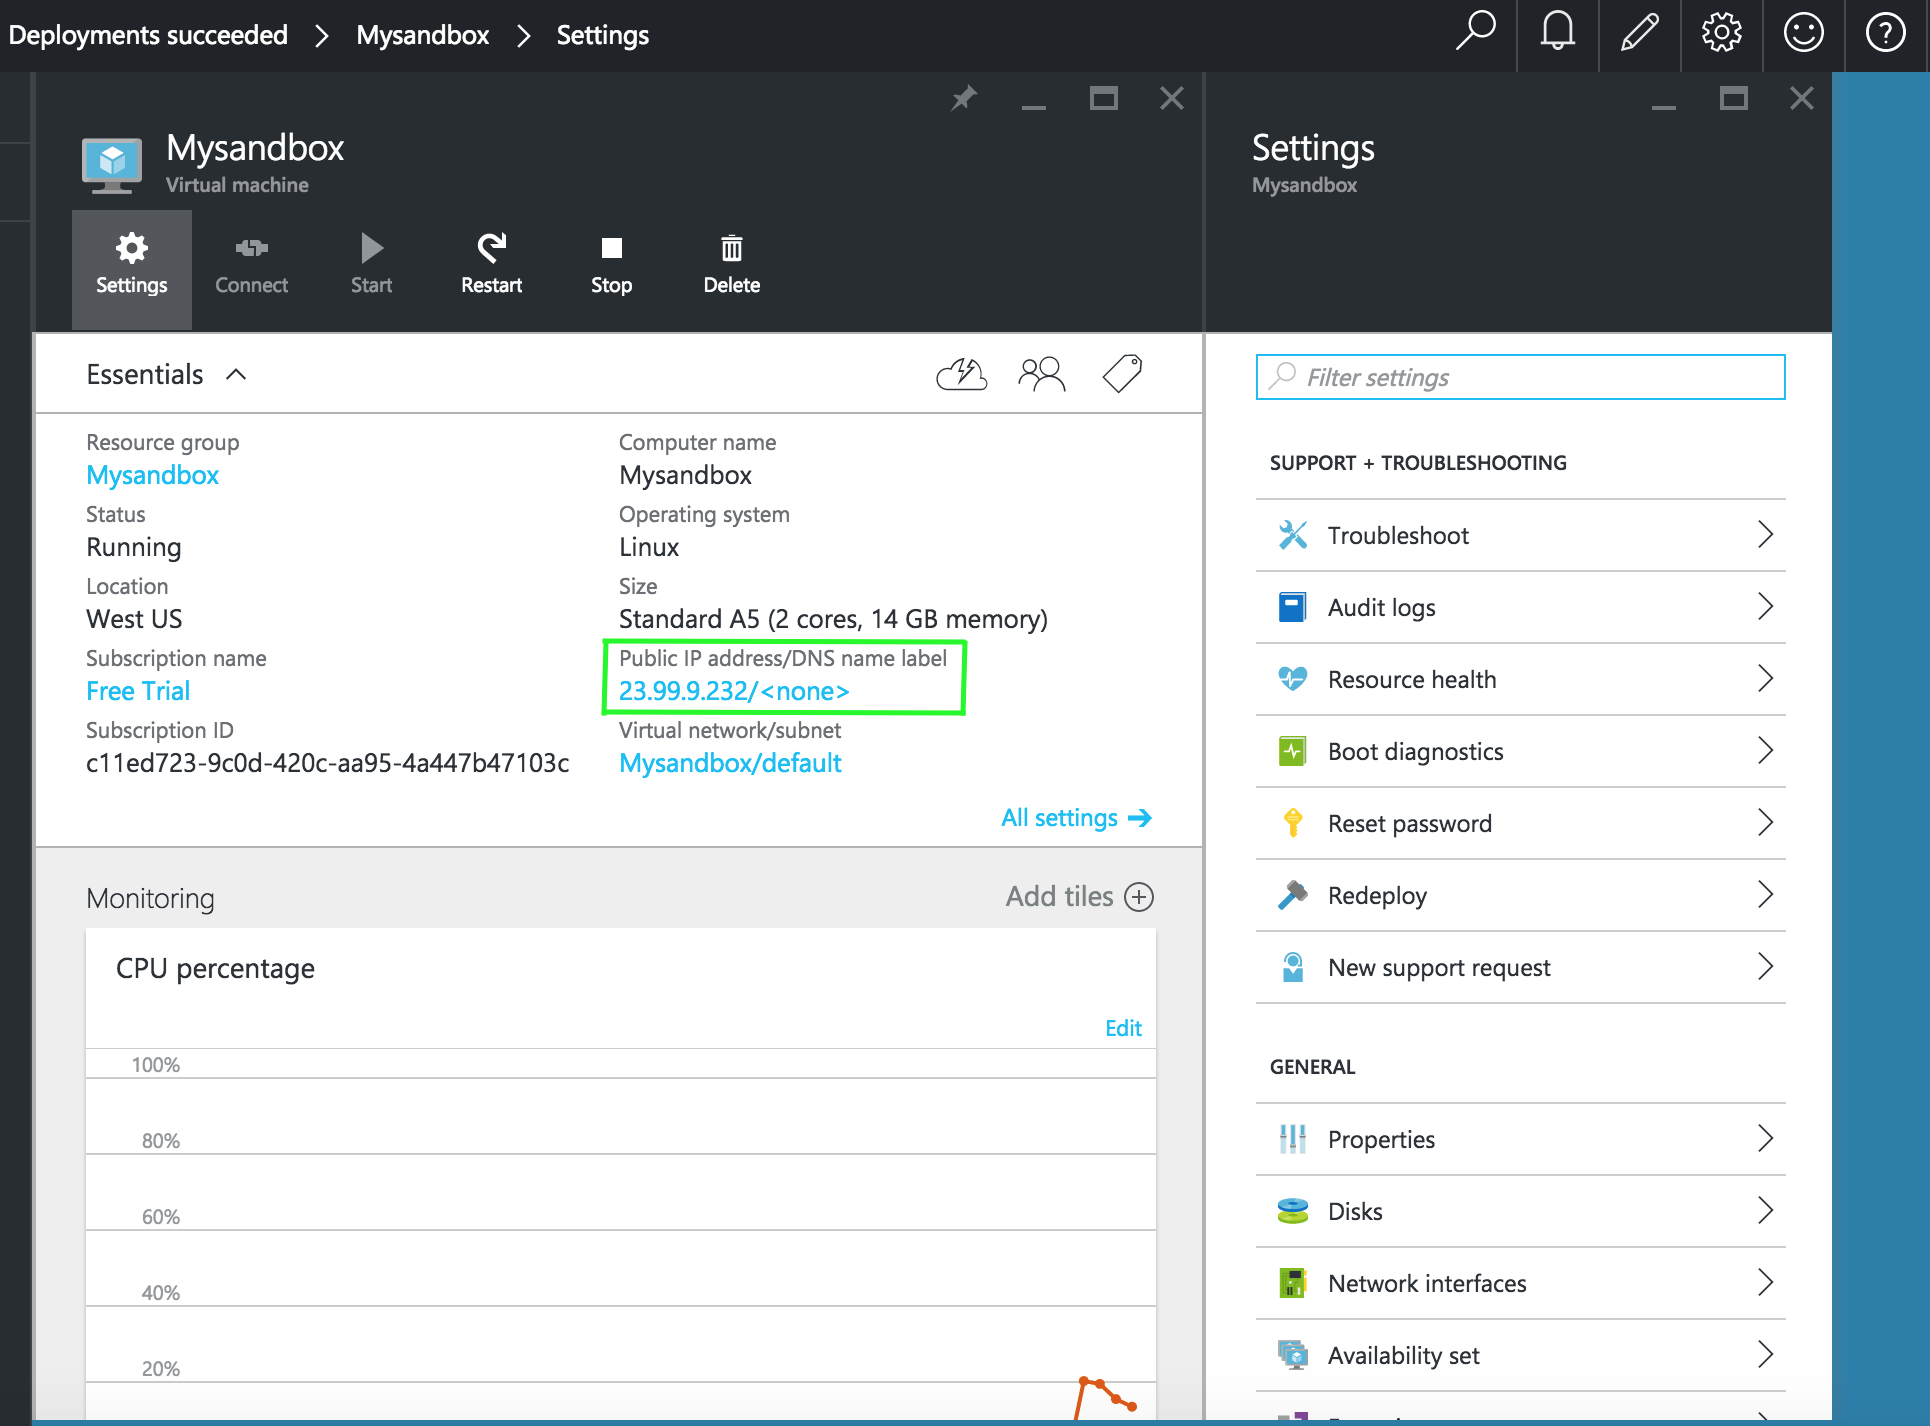 Deployments succeeded > Mysandbox > Settings
Mysandbox
Virtual machine
Settings
Connect
Start
Restart
Stop
Delete
Essentials
Resource group
Mysandbox
Status
Running
Location
West US
Subscription name
Free Trial
Subscription ID
c11ed723-9c0d-420c-aa95-4a447b47103c
Computer name
Mysandbox
Operating system
Linux
Size
Standard A5 (2 cores, 14 GB memory)
Public IP address/DNS name label
23.99.9.232/<none>
Virtual network/subnet
Mysandbox/default
All settings
Monitoring
Add tiles
CPU percentage
Edit
100%
80%
60%
40%
20%
Settings
Mysandbox
Filter settings
SUPPORT + TROUBLESHOOTING
Troubleshoot
Audit logs
Resource health
Boot diagnostics
Reset password
Redeploy
New support request
GENERAL
Properties
Disks
Network interfaces
Availability set